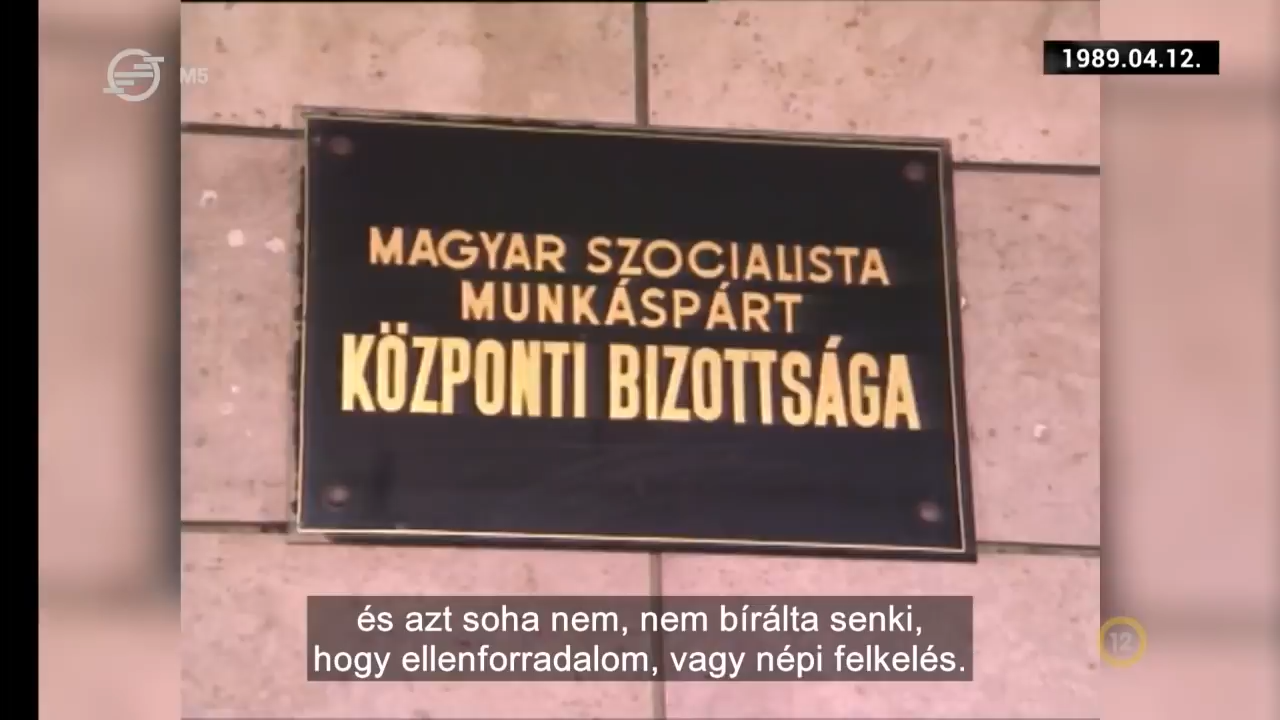 M5
1989.04.12.
MAGYAR SZOCIALISTA
MUNKÁSPÁRT
KÖZPONTI BIZOTTSÁGA
és azt soha nem, nem bírálta senki,
hogy ellenforradalom, vagy népi felkelés.
12